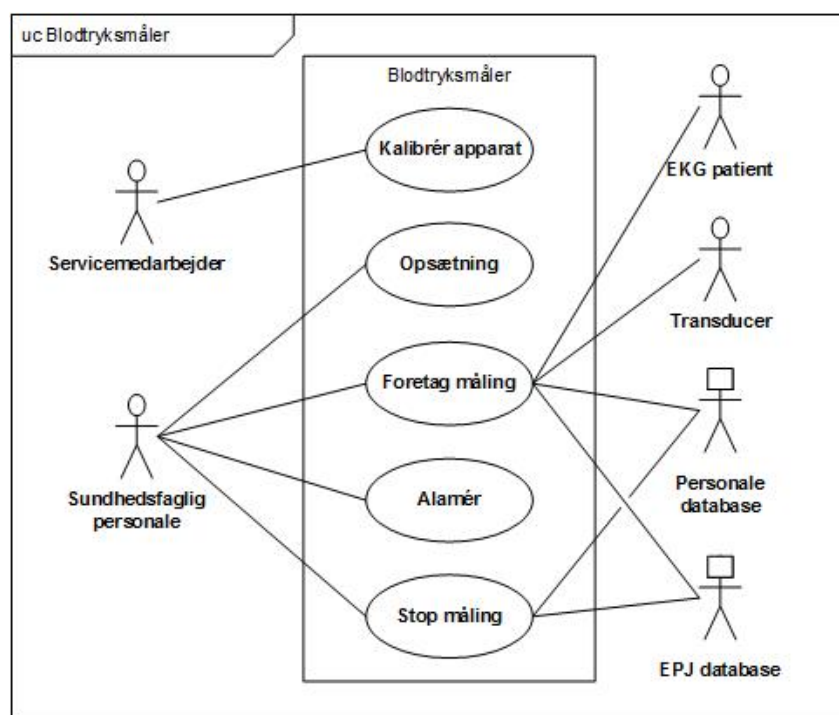 uc Blodtryksmåler
Blodtryksmåler
Kalibrér apparat
EKG patient
Servicemedarbejder
Opsætning
Transducer
Foretag måling
Sundhedsfaglig
personale
Personale
database
Alamér
Stop måling
EPJ database